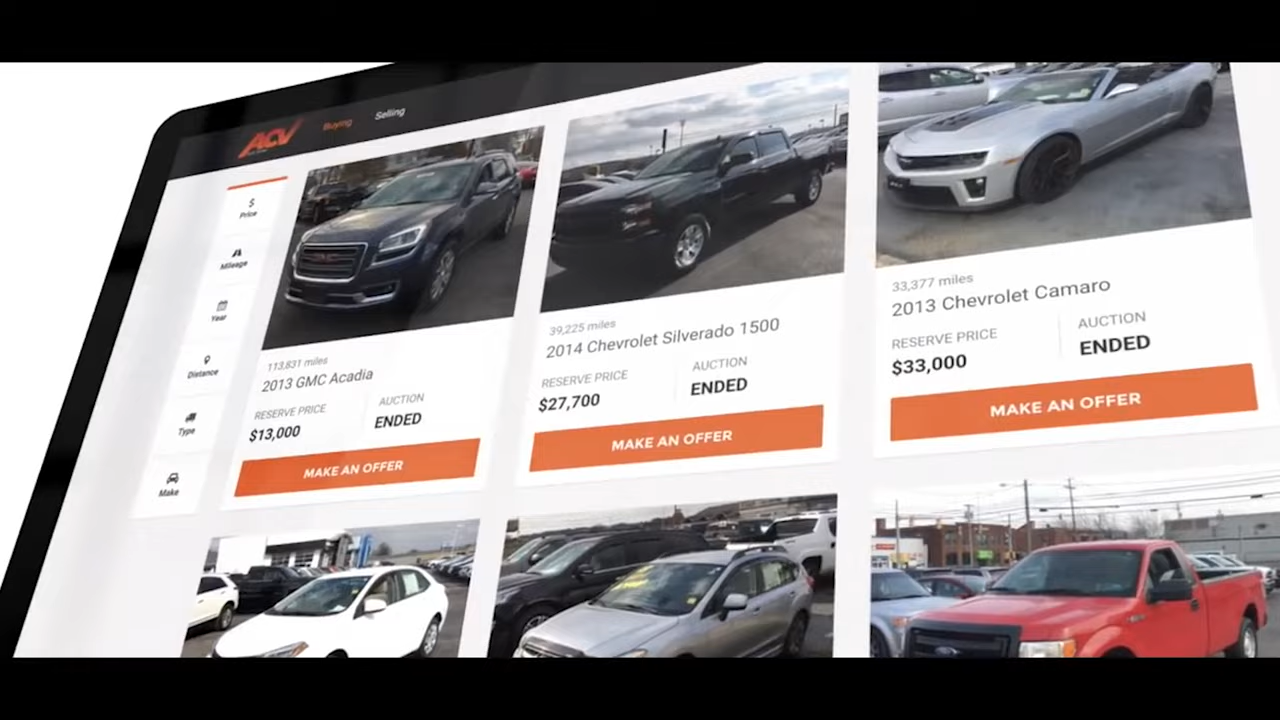 ACV
Buying
Selling
$
Price
Mileage
Year
Distance
Type
Make
113,831 miles
2013 GMC Acadia
RESERVE PRICE
$13,000
AUCTION
ENDED
MAKE AN OFFER
39,225 miles
2014 Chevrolet Silverado 1500
RESERVE PRICE
$27,700
AUCTION
ENDED
MAKE AN OFFER
33,377 miles
2013 Chevrolet Camaro
RESERVE PRICE
$33,000
AUCTION
ENDED
MAKE AN OFFER